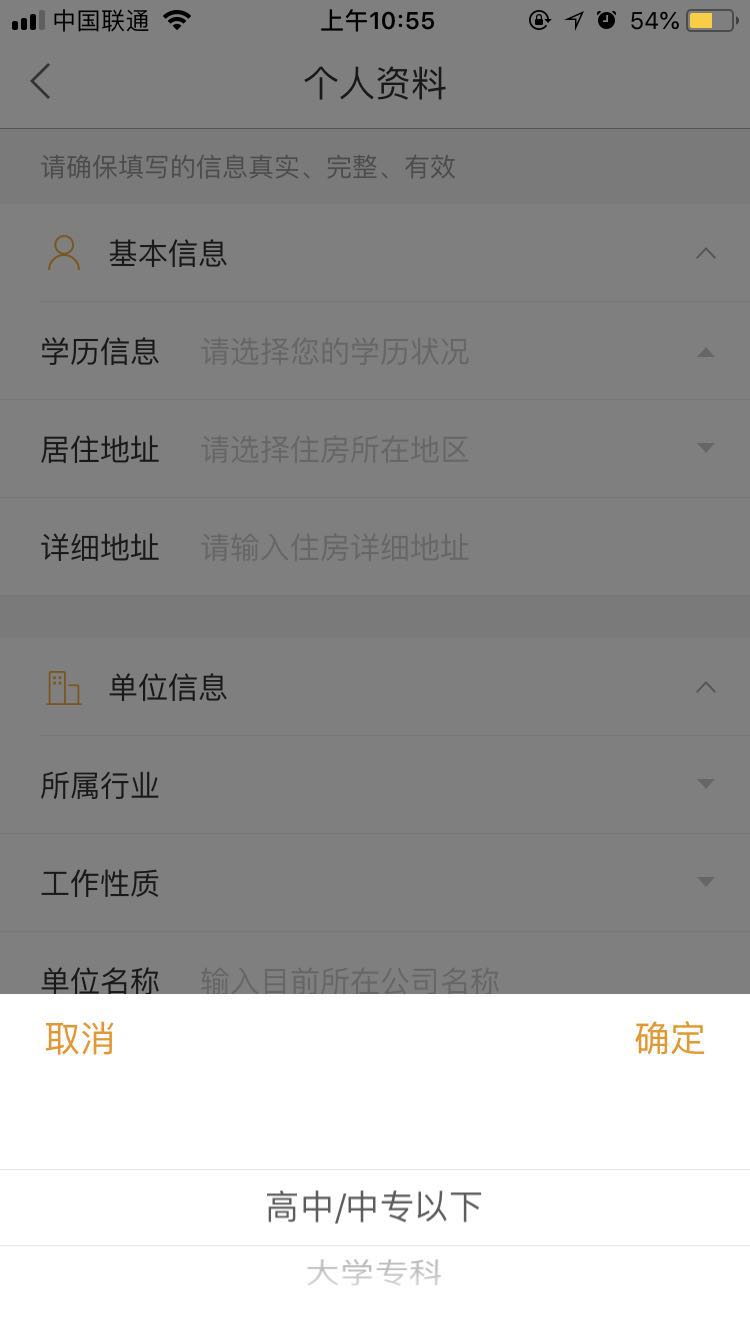 中国联通 上午10:55 54%
个人资料
请确保填写的信息真实、完整、有效
基本信息
学历信息 请选择您的学历状况
居住地址 请选择住房所在地区
详细地址 请输入住房详细地址
单位信息
所属行业
工作性质
单位名称 输入目前所在公司名称
取消 确定
高中/中专以下
大学专科